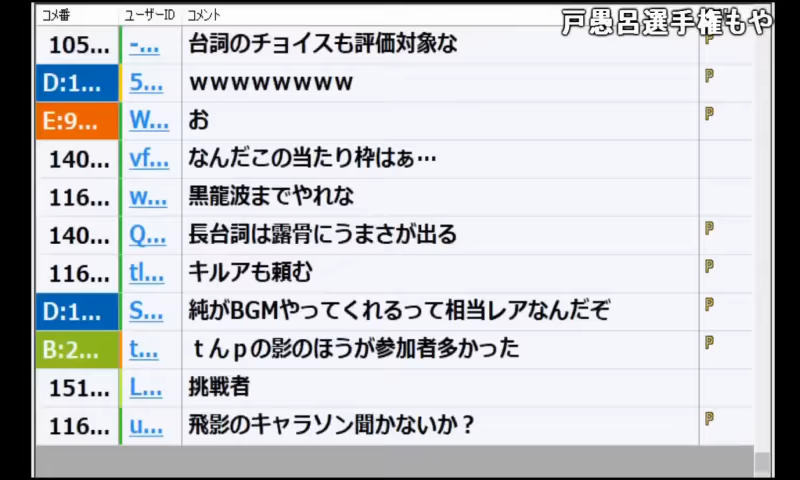 コメ番 ユーザーID コメント
戸愚呂選手権もや
105... -... 台詞のチョイスも評価対象な P
D:1... 5... ｗｗｗｗｗｗｗｗ P
E:9... W... お P
140... vf... なんだこの当たり枠はぁ…
116... w... 黒龍波までやれな
140... Q... 長台詞は露骨にうまさが出る P
116... tl... キルアも頼む P
D:1... S... 純がBGMやってくれるって相当レアなんだぞ P
B:2... t... ｔんｐの影のほうが参加者多かった P
151... L... 挑戦者
116... u... 飛影のキャラソン聞かないか？ P